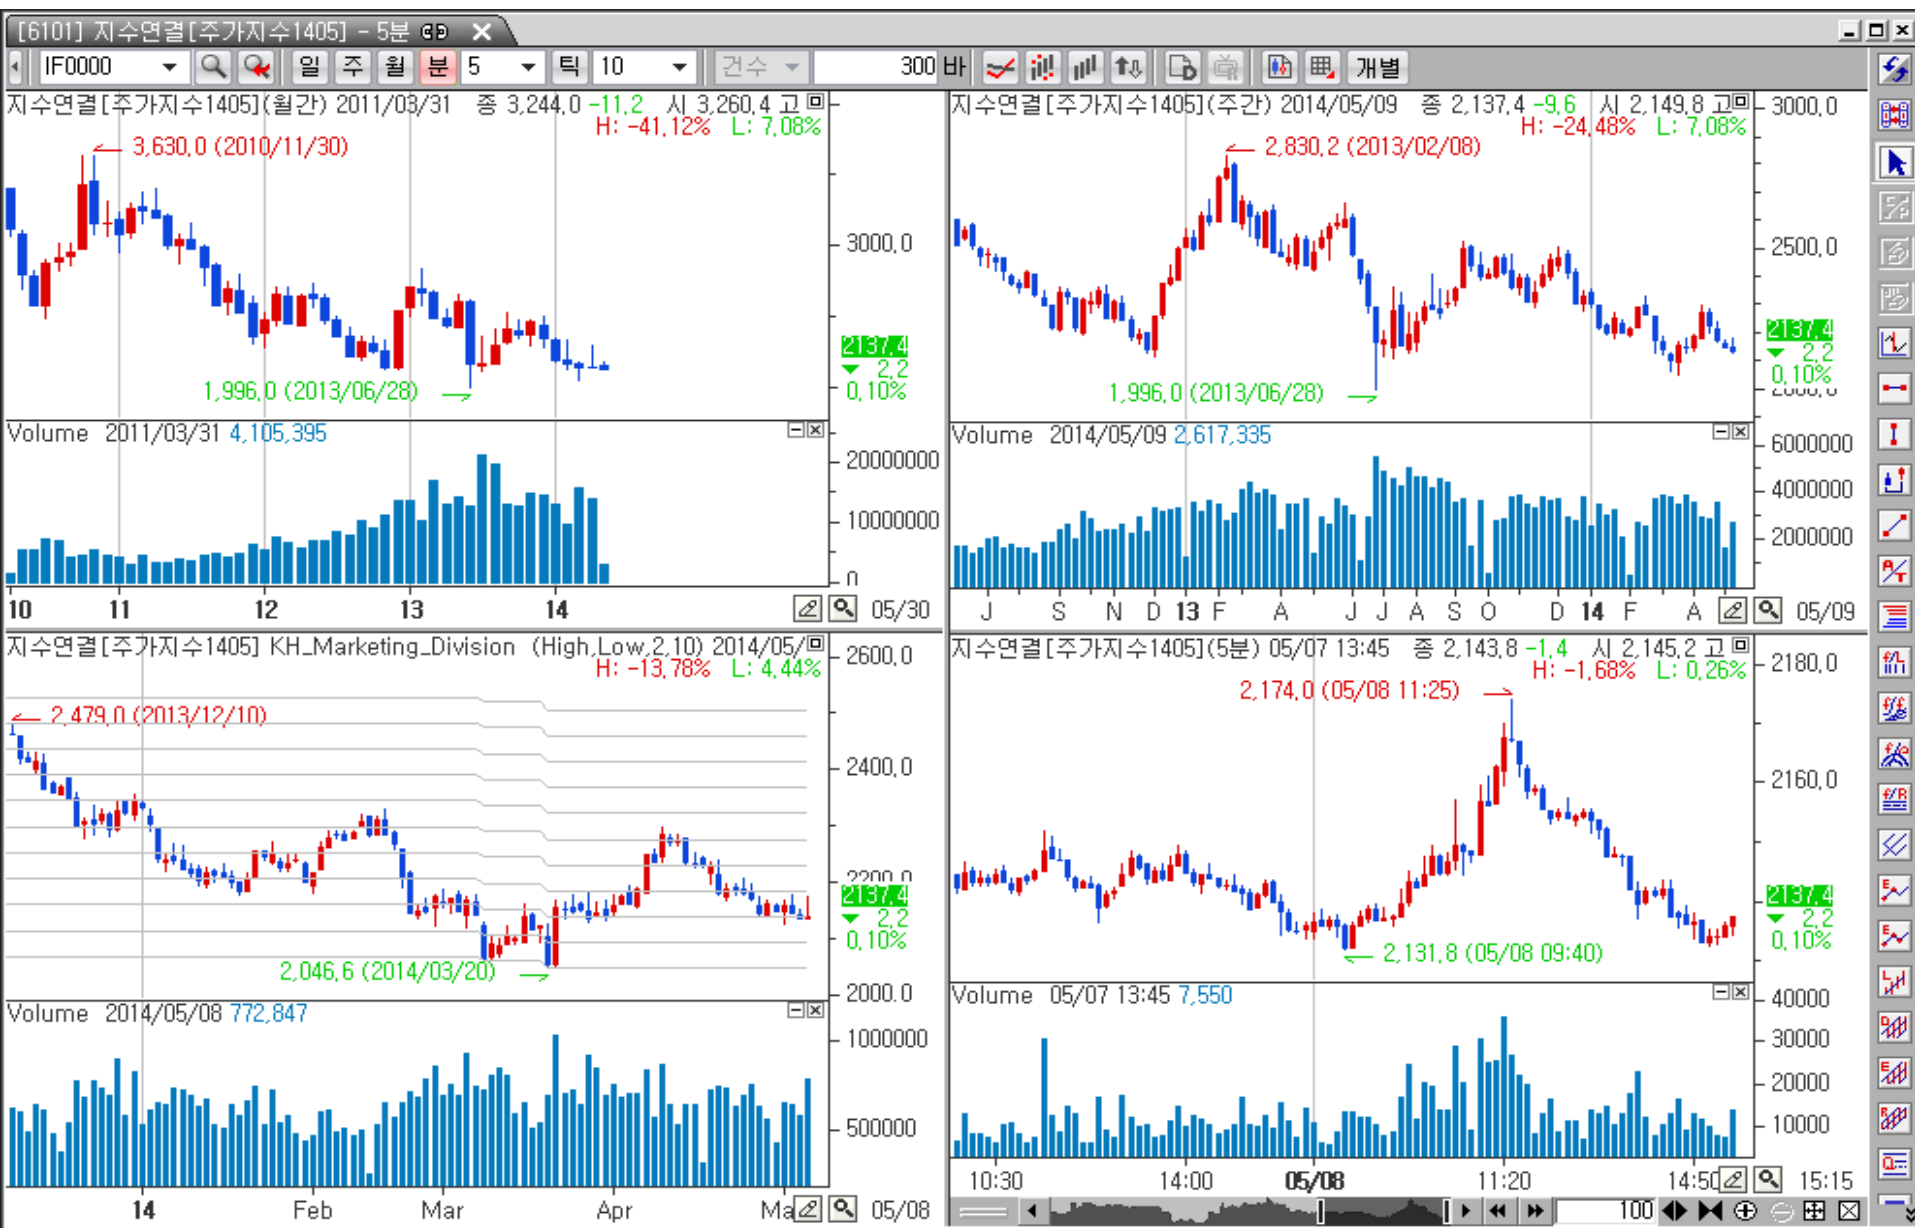 [6101] 지수연결[주가지수1405] - 5분
IF0000 일 주 월 분 5 틱 10 건수 300 바 개별
지수연결[주가지수1405](월간) 2011/03/31 종 3,244.0 -11.2 시 3,260.4 고
H: -41.12% L: 7.08%
3,630.0 (2010/11/30)
3000.0
2137.4
2.2
0.10%
1,996.0 (2013/06/28)
Volume 2011/03/31 4,105,395
20000000
10000000
0
10 11 12 13 14 05/30
지수연결[주가지수1405](주간) 2014/05/09 종 2,137.4 -9.6 시 2,149.8 고
3000.0
H: -24.48% L: 7.08%
2,830.2 (2013/02/08)
2500.0
2137.4
2.2
0.10%
2000.0
1,996.0 (2013/06/28)
Volume 2014/05/09 2,617,335
6000000
4000000
2000000
J S N D 13 F A J J A S O D 14 F A 05/09
지수연결[주가지수1405] KH_Marketing_Division (High,Low,2,10) 2014/05/
2600.0
H: -13.78% L: 4.44%
2,479.0 (2013/12/10)
2400.0
2200.0
2137.4
2.2
0.10%
2,046.6 (2014/03/20)
2000.0
Volume 2014/05/08 772,847
1000000
500000
14 Feb Mar Apr Ma 05/08
지수연결[주가지수1405](5분) 05/07 13:45 종 2,143.8 -1.4 시 2,145.2 고
2180.0
H: -1.68% L: 0.26%
2,174.0 (05/08 11:25)
2160.0
2137.4
2.2
0.10%
2,131.8 (05/08 09:40)
Volume 05/07 13:45 7,550
40000
30000
20000
10000
10:30 14:00 05/08 11:20 14:50 15:15
100